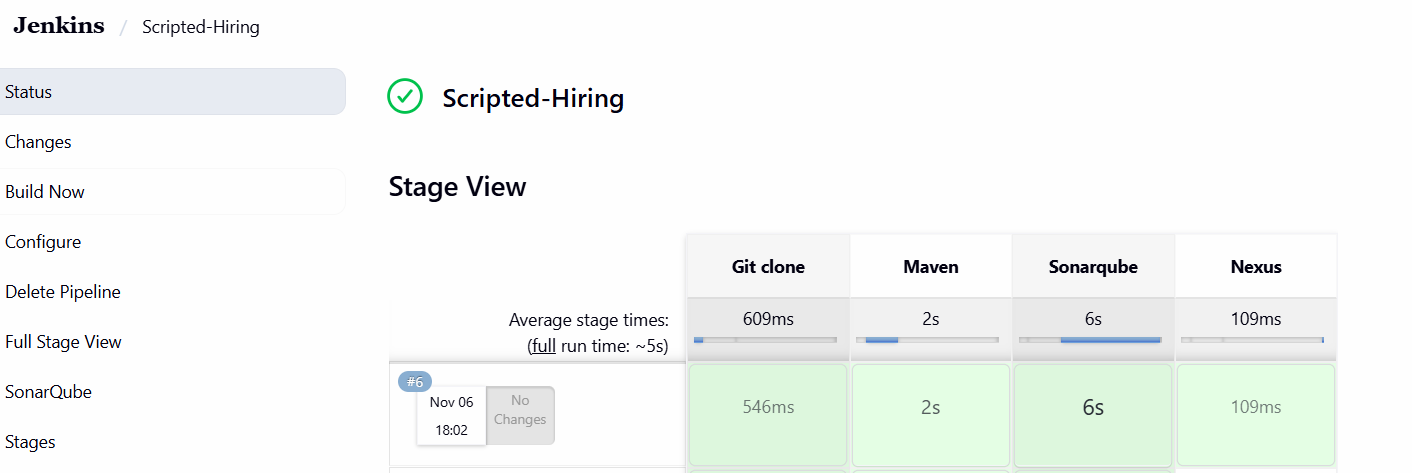 Jenkins / Scripted-Hiring
Status
Changes
Build Now
Configure
Delete Pipeline
Full Stage View
SonarQube
Stages
Scripted-Hiring
Stage View
Git clone Maven Sonarqube Nexus
Average stage times: 609ms 2s 6s 109ms
(full run time: ~5s)
#6
Nov 06
18:02
No
Changes
546ms 2s 6s 109ms